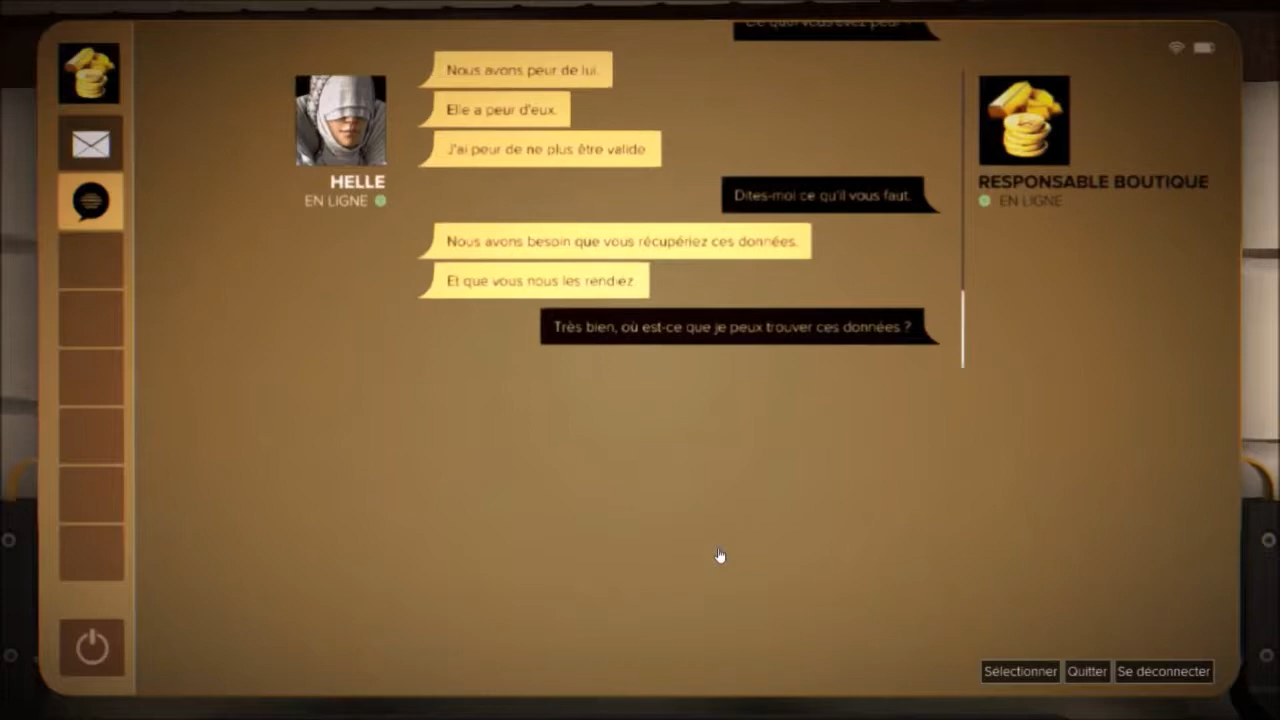 Nous avons peur de lui.
Elle a peur d'eux.
J'ai peur de ne plus être valide
HELLE
EN LIGNE
RESPONSABLE BOUTIQUE
EN LIGNE
Dites-moi ce qu'il vous faut.
Nous avons besoin que vous récupériez ces données.
Et que vous nous les rendiez
Très bien, où est-ce que je peux trouver ces données ?
Sélectionner Quitter Se déconnecter